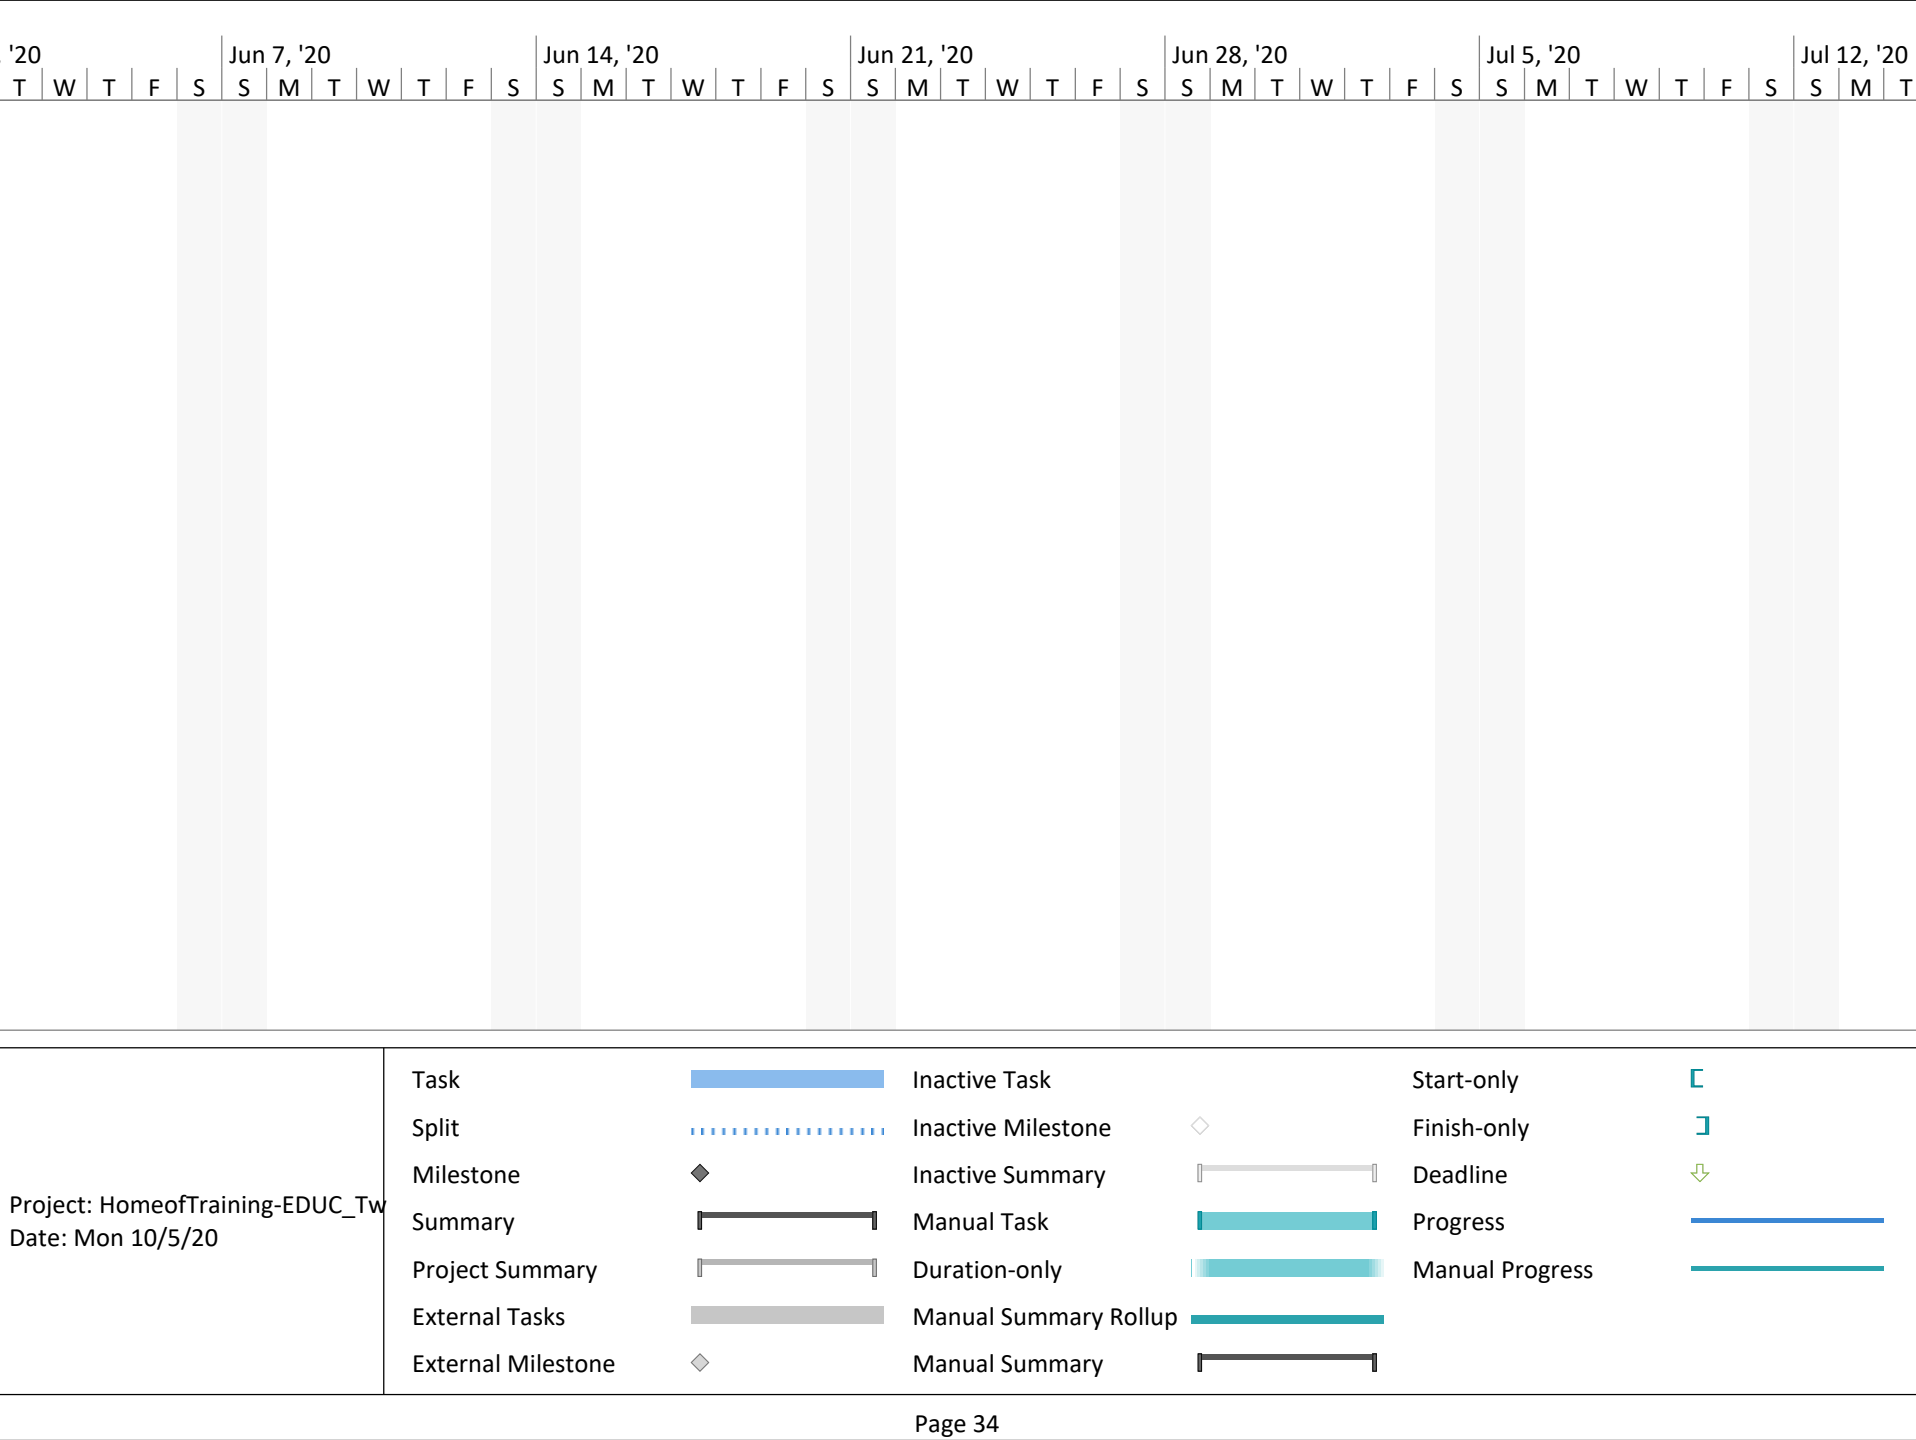 '20 Jun 7, '20 Jun 14, '20 Jun 21, '20 Jun 28, '20 Jul 5, '20 Jul 12, '20
T W T F S S M T W T F S S M T W T F S S M T W T F S S M T W T F S S M T W T F S S M T
Task Inactive Task Start-only
Split Inactive Milestone Finish-only
Milestone Inactive Summary Deadline
Project: HomeofTraining-EDUC_Tw
Summary Manual Task Progress
Date: Mon 10/5/20
Project Summary Duration-only Manual Progress
External Tasks Manual Summary Rollup
External Milestone Manual Summary
Page 34